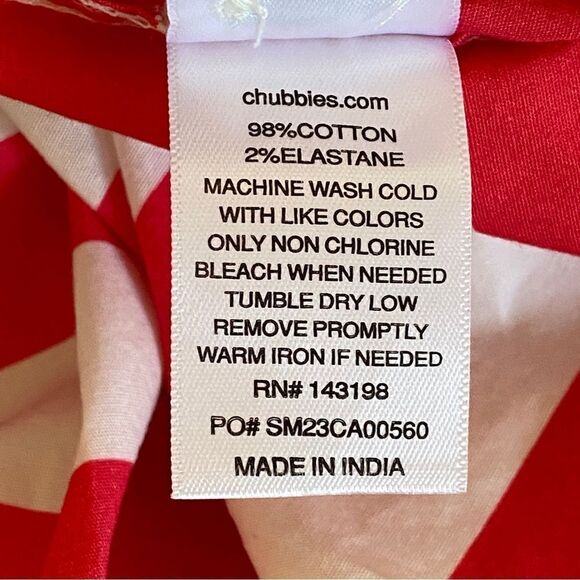 chubbies.com
98%COTTON
2%ELASTANE
MACHINE WASH COLD
WITH LIKE COLORS
ONLY NON CHLORINE
BLEACH WHEN NEEDED
TUMBLE DRY LOW
REMOVE PROMPTLY
WARM IRON IF NEEDED
RN# 143198
PO# SM23CA00560
MADE IN INDIA